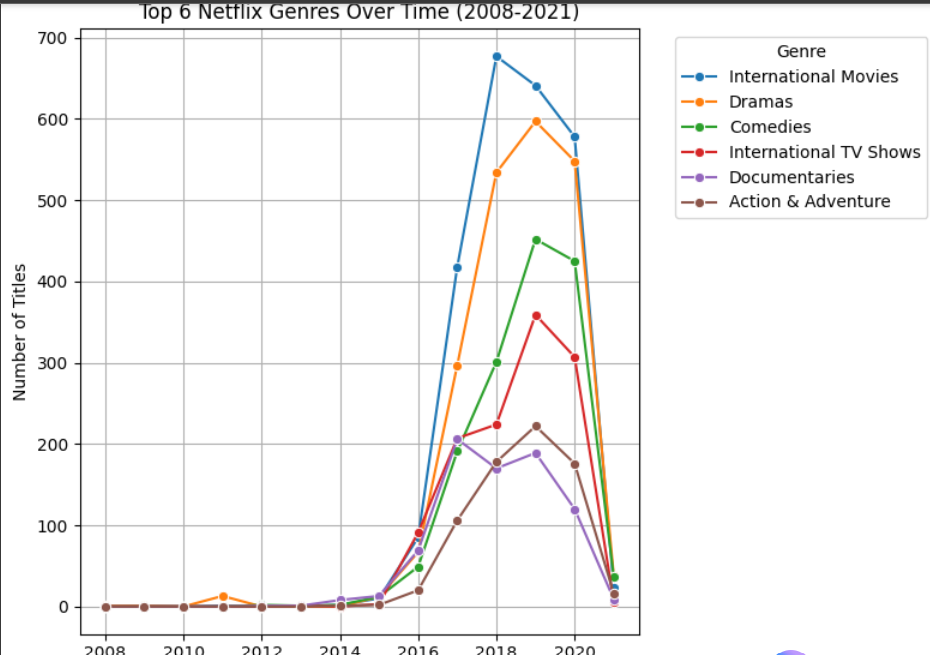 Top 6 Netflix Genres Over Time (2008-2021)
Genre
International Movies
Dramas
Comedies
International TV Shows
Documentaries
Action & Adventure
Number of Titles
700
600
500
400
300
200
100
0
2008 2010 2012 2014 2016 2018 2020